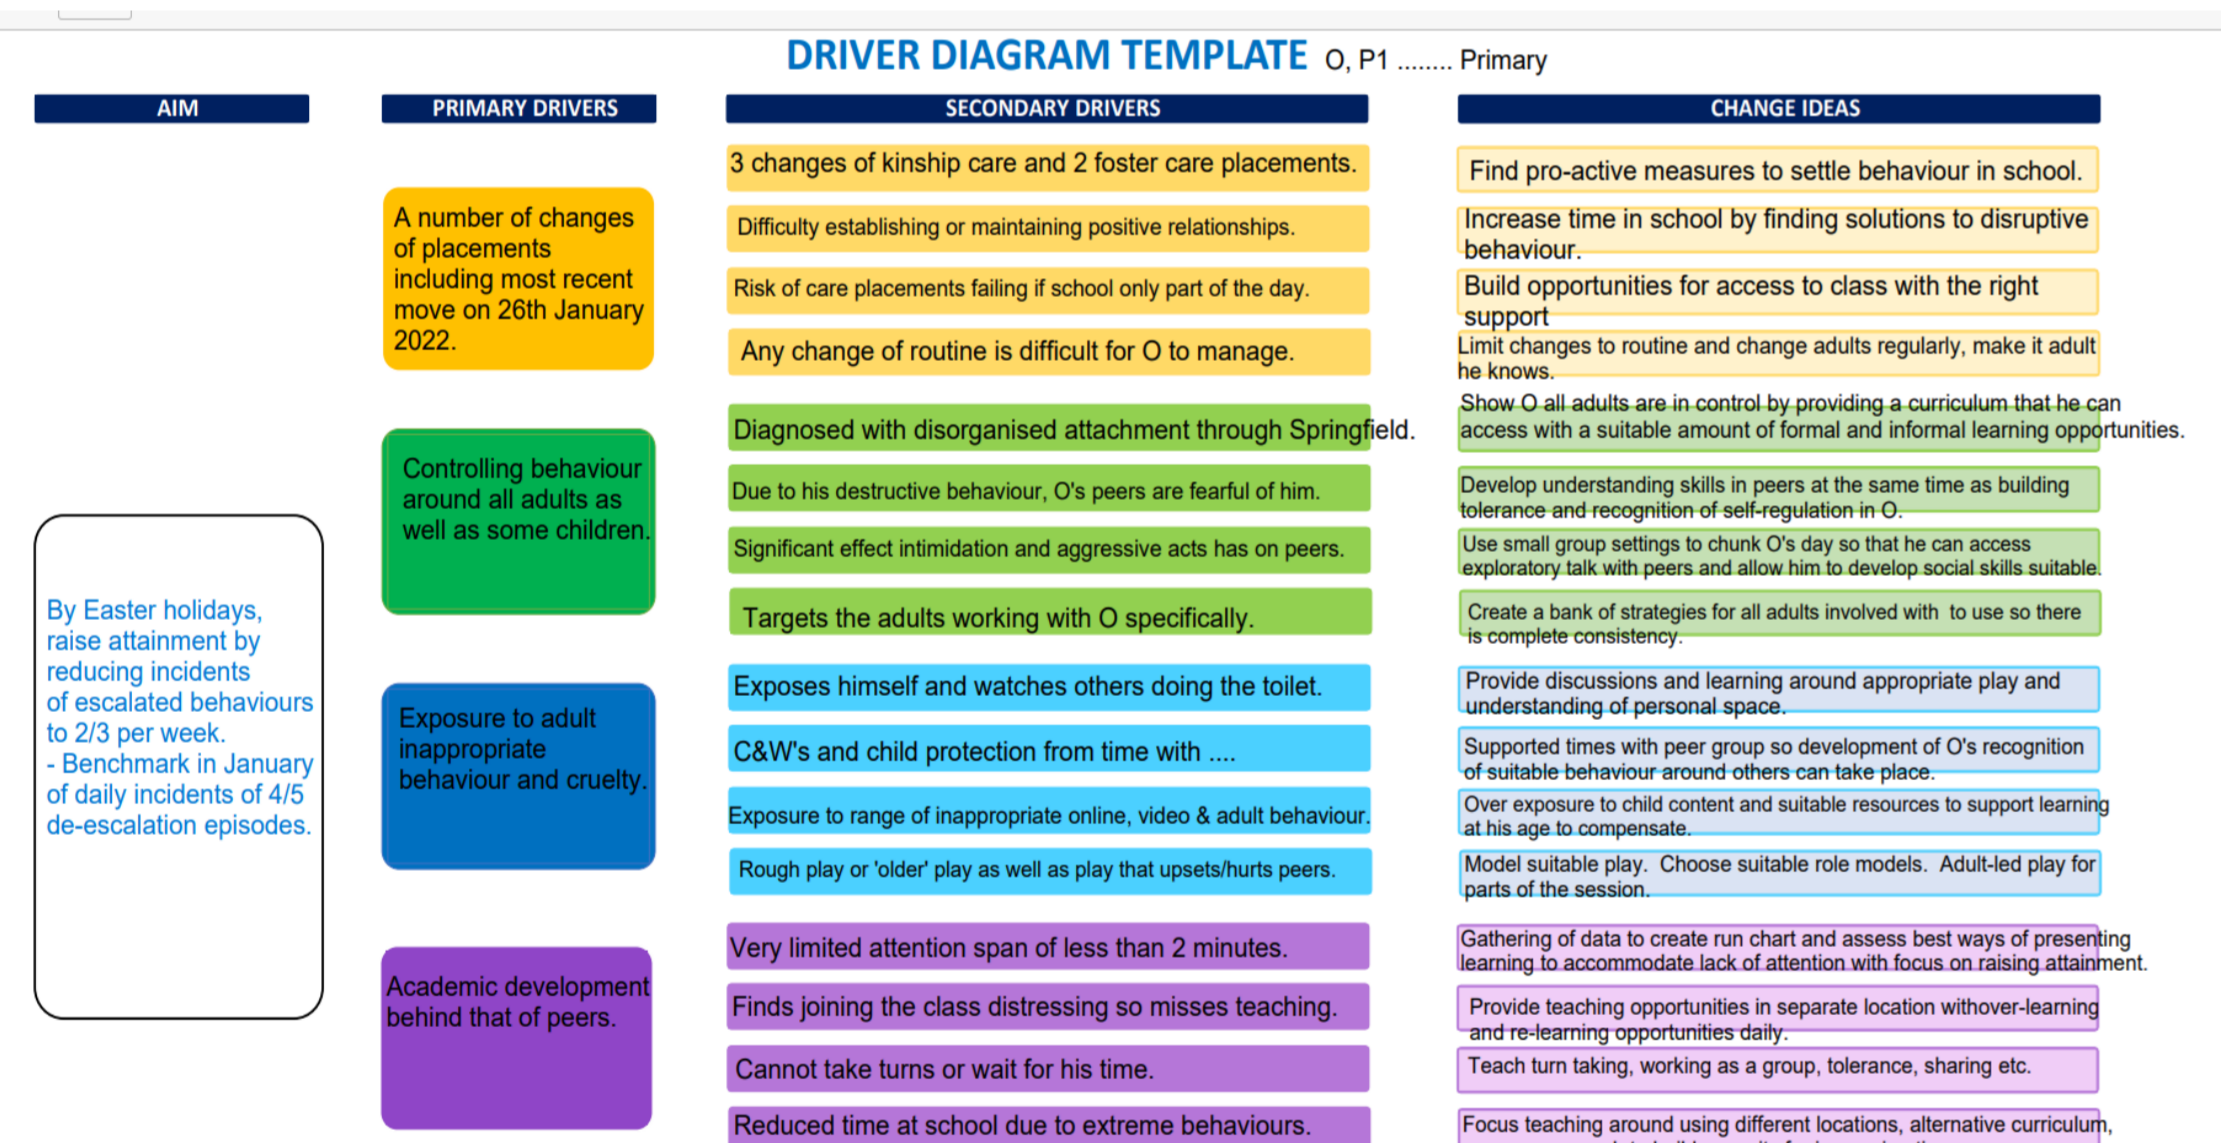 DRIVER DIAGRAM TEMPLATE O, P1 ........ Primary
AIM
PRIMARY DRIVERS
SECONDARY DRIVERS
CHANGE IDEAS
By Easter holidays,
raise attainment by
reducing incidents
of escalated behaviours
to 2/3 per week.
- Benchmark in January
of daily incidents of 4/5
de-escalation episodes.
A number of changes
of placements
including most recent
move on 26th January
2022.
3 changes of kinship care and 2 foster care placements.
Difficulty establishing or maintaining positive relationships.
Risk of care placements failing if school only part of the day.
Any change of routine is difficult for O to manage.
Find pro-active measures to settle behaviour in school.
Increase time in school by finding solutions to disruptive
behaviour.
Build opportunities for access to class with the right
support
Limit changes to routine and change adults regularly, make it adult
he knows.
Controlling behaviour
around all adults as
well as some children.
Diagnosed with disorganised attachment through Springfield.
Due to his destructive behaviour, O's peers are fearful of him.
Significant effect intimidation and aggressive acts has on peers.
Targets the adults working with O specifically.
Show O all adults are in control by providing a curriculum that he can
access with a suitable amount of formal and informal learning opportunities.
Develop understanding skills in peers at the same time as building
tolerance and recognition of self-regulation in O.
Use small group settings to chunk O's day so that he can access
exploratory talk with peers and allow him to develop social skills suitable.
Create a bank of strategies for all adults involved with  to use so there
is complete consistency.
Exposure to adult
inappropriate
behaviour and cruelty.
Exposes himself and watches others doing the toilet.
C&W's and child protection from time with ....
Exposure to range of inappropriate online, video & adult behaviour.
Rough play or 'older' play as well as play that upsets/hurts peers.
Provide discussions and learning around appropriate play and
understanding of personal space.
Supported times with peer group so development of O's recognition
of suitable behaviour around others can take place.
Over exposure to child content and suitable resources to support learning
at his age to compensate.
Model suitable play.  Choose suitable role models.  Adult-led play for
parts of the session.
Academic development
behind that of peers.
Very limited attention span of less than 2 minutes.
Finds joining the class distressing so misses teaching.
Cannot take turns or wait for his time.
Reduced time at school due to extreme behaviours.
Gathering of data to create run chart and assess best ways of presenting
learning to accommodate lack of attention with focus on raising attainment.
Provide teaching opportunities in separate location withover-learning
and re-learning opportunities daily.
Teach turn taking, working as a group, tolerance, sharing etc.
Focus teaching around using different locations, alternative curriculum,